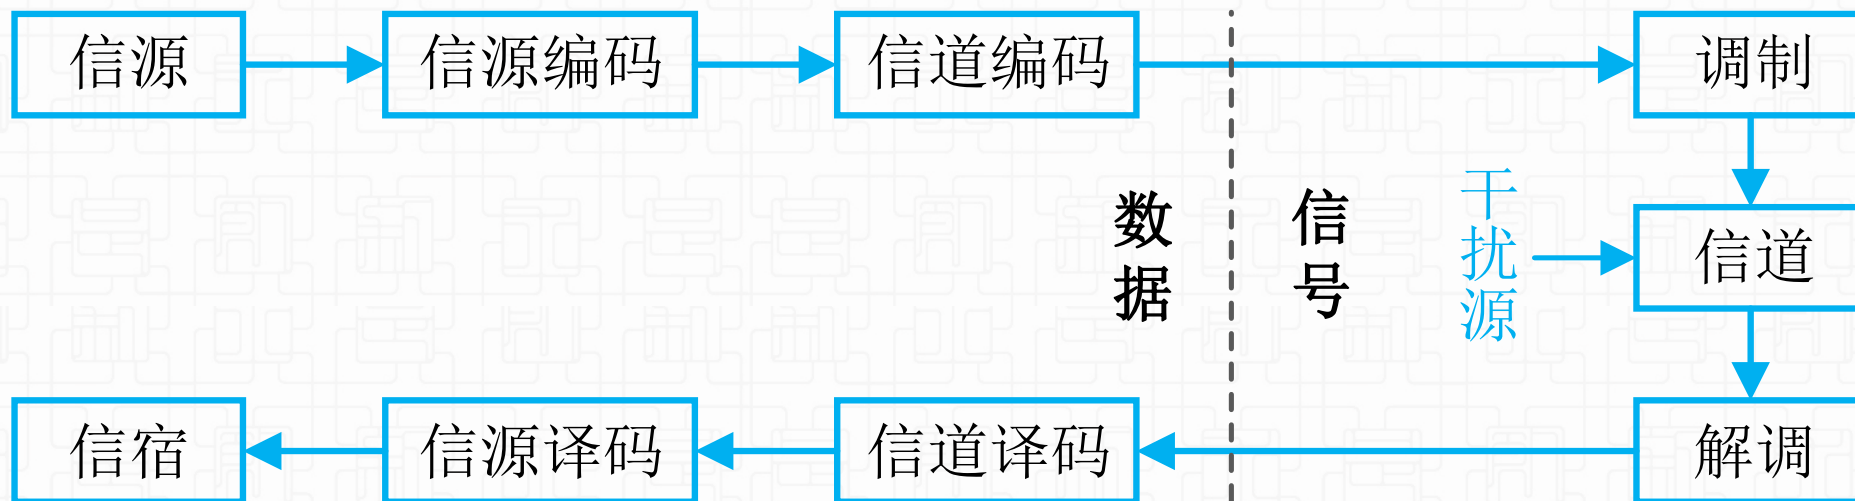 信源
信源编码
信道编码
调制
数据
信号
干扰源
信道
信宿
信源译码
信道译码
解调